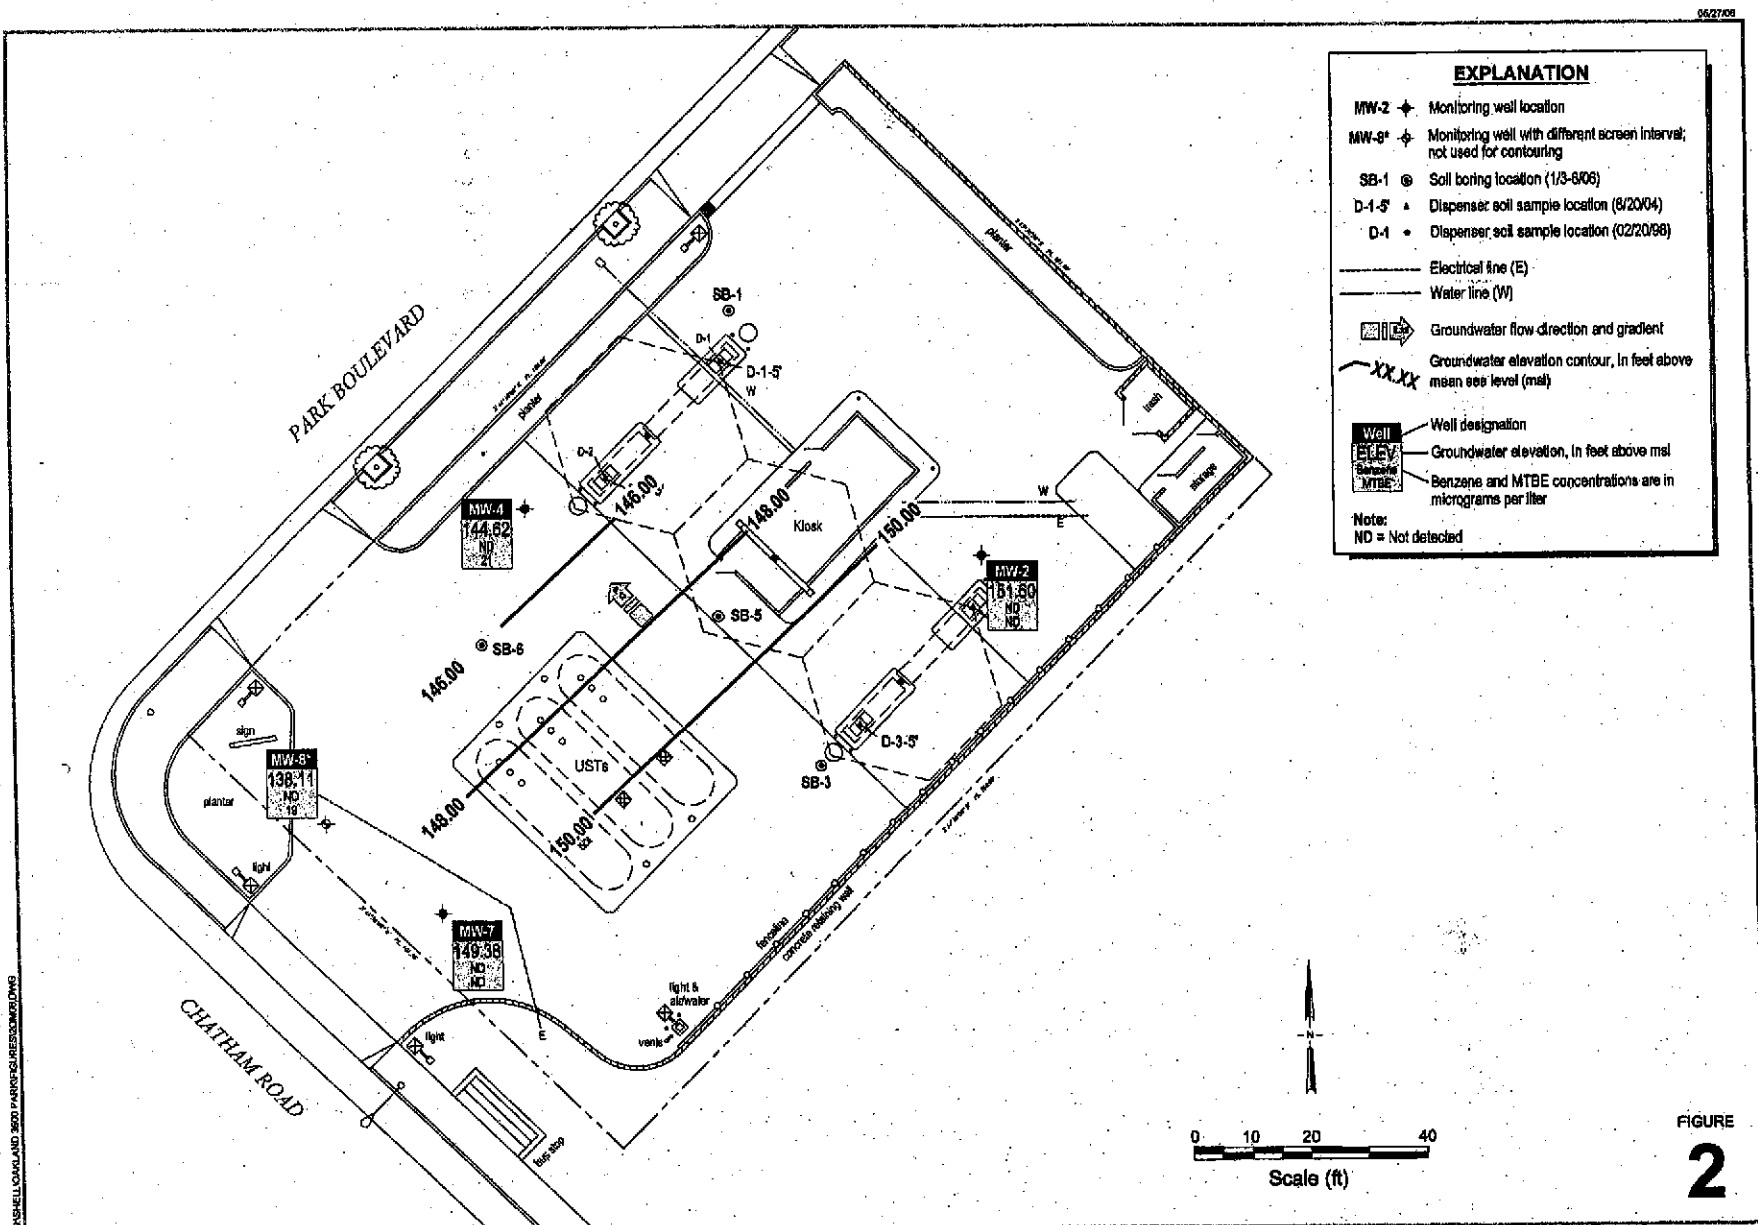 06/27/06
EXPLANATION
MW-2 Monitoring well location
MW-8* Monitoring well with different screen interval;
not used for contouring
SB-1 Soil boring location (1/3-6/06)
D-1-5' Dispenser soil sample location (8/20/04)
D-1 Dispenser soil sample location (02/20/98)
Electrical line (E)
Water line (W)
Groundwater flow direction and gradient
XX.XX Groundwater elevation contour, in feet above
mean sea level (msl)
Well
ELEV
Benzene
MTBE
Well designation
Groundwater elevation, in feet above msl
Benzene and MTBE concentrations are in
micrograms per liter
Note:
ND = Not detected
PARK BOULEVARD
CHATHAM ROAD
planter
SB-1
D-1
D-1-5'
W
planter
D-2
trash
storage
146.00
148.00
Kiosk
150.00
W
E
MW-4
144.62
ND
21
MW-2
151.60
ND
ND
SB-5
SB-6
146.00
D-3-5'
SB-3
USTs
148.00
150.00
sign
MW-8*
138.11
ND
19
planter
light
MW-7
149.38
ND
ND
fenceline
concrete retaining wall
light &
air/water
vents
light
E
bus stop
N
0 10 20 40
Scale (ft)
FIGURE
2